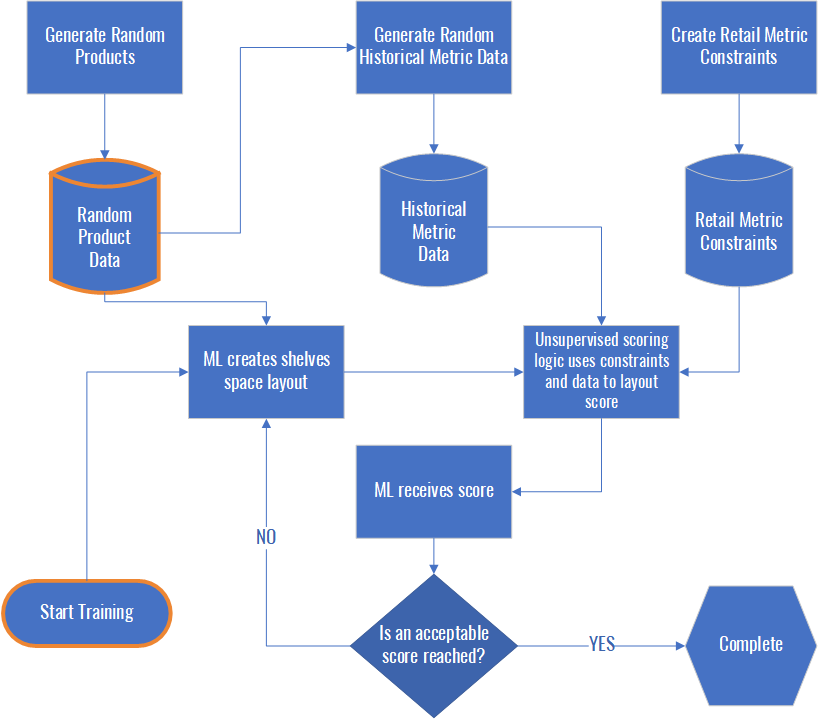 Generate Random
Products
Generate Random
Historical Metric Data
Create Retail Metric
Constraints
Random
Product
Data
Historical
Metric
Data
Retail Metric
Constraints
ML creates shelves
space layout
Unsupervised scoring
logic uses constraints
and data to layout
score
ML receives score
NO
Start Training
Is an acceptable
score reached?
YES
Complete